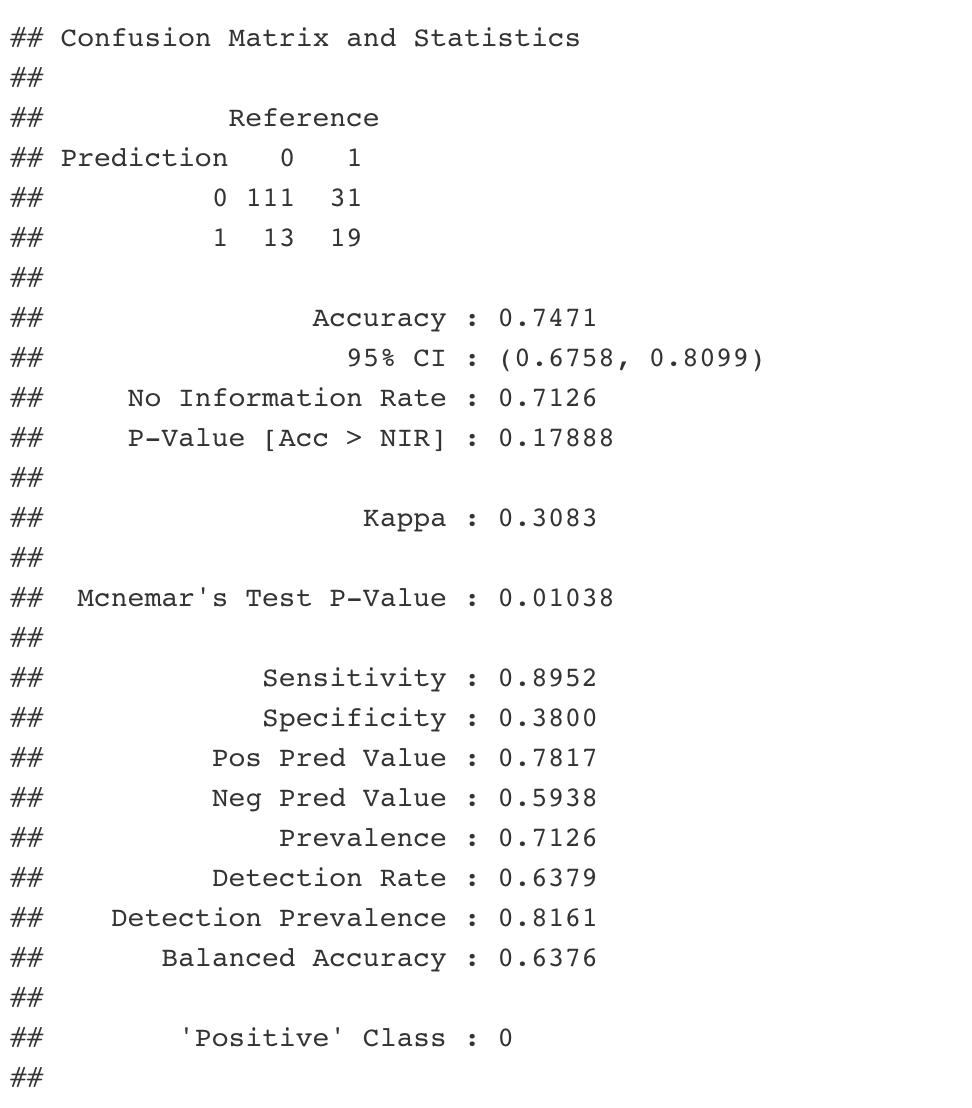 ## Confusion Matrix and Statistics
##
##           Reference
## Prediction   0   1
##          0 111  31
##          1  13  19
##
##                Accuracy : 0.7471
##                  95% CI : (0.6758, 0.8099)
##     No Information Rate : 0.7126
##     P-Value [Acc > NIR] : 0.17888
##
##                   Kappa : 0.3083
##
##  Mcnemar's Test P-Value : 0.01038
##
##             Sensitivity : 0.8952
##             Specificity : 0.3800
##          Pos Pred Value : 0.7817
##          Neg Pred Value : 0.5938
##              Prevalence : 0.7126
##          Detection Rate : 0.6379
##    Detection Prevalence : 0.8161
##       Balanced Accuracy : 0.6376
##
##        'Positive' Class : 0
##